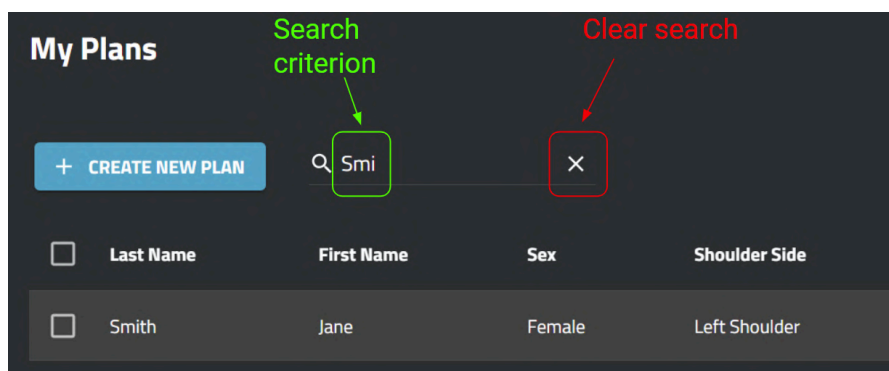 My Plans
Search
criterion
Clear search
+ CREATE NEW PLAN
Smi
Last Name First Name Sex Shoulder Side
Smith Jane Female Left Shoulder